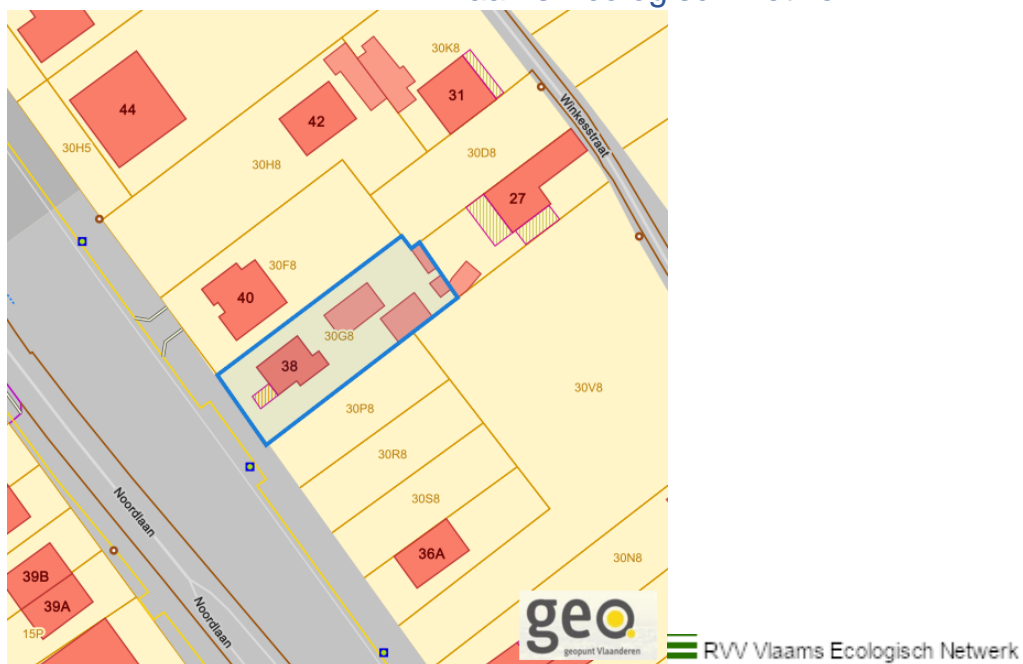 44
42
30K8
31
Winkesstraat
30H5
30H8
30D8
27
30F8
40
30G8
38
30V8
30P8
30R8
30S8
Noordlaan
36A
30N8
39B
39A
15P
Noordlaan
geo
geopunt Vlaanderen
RVV Vlaams Ecologisch Netwerk